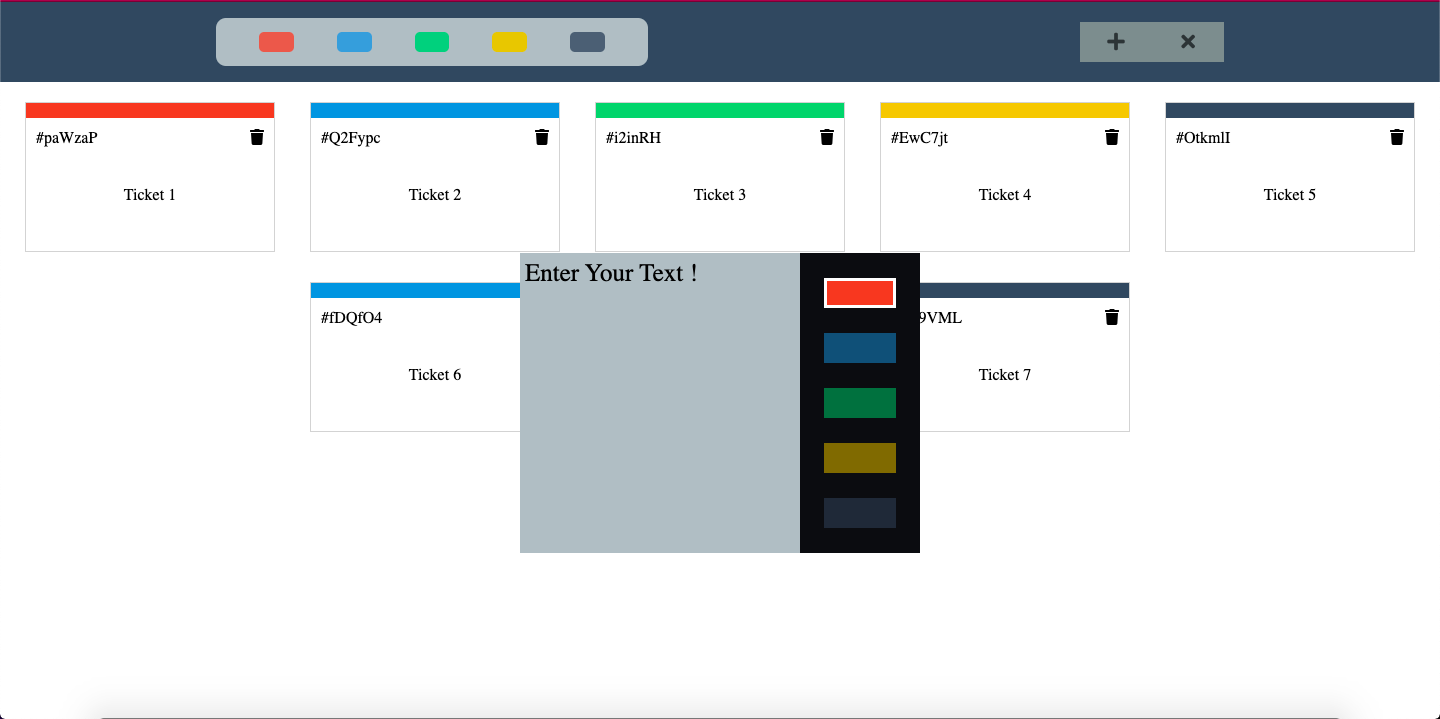 #paWzaP
Ticket 1
#Q2Fypc
Ticket 2
#i2inRH
Ticket 3
#EwC7jt
Ticket 4
#OtkmlI
Ticket 5
#fDQfO4
Ticket 6
Enter Your Text !
9VML
Ticket 7